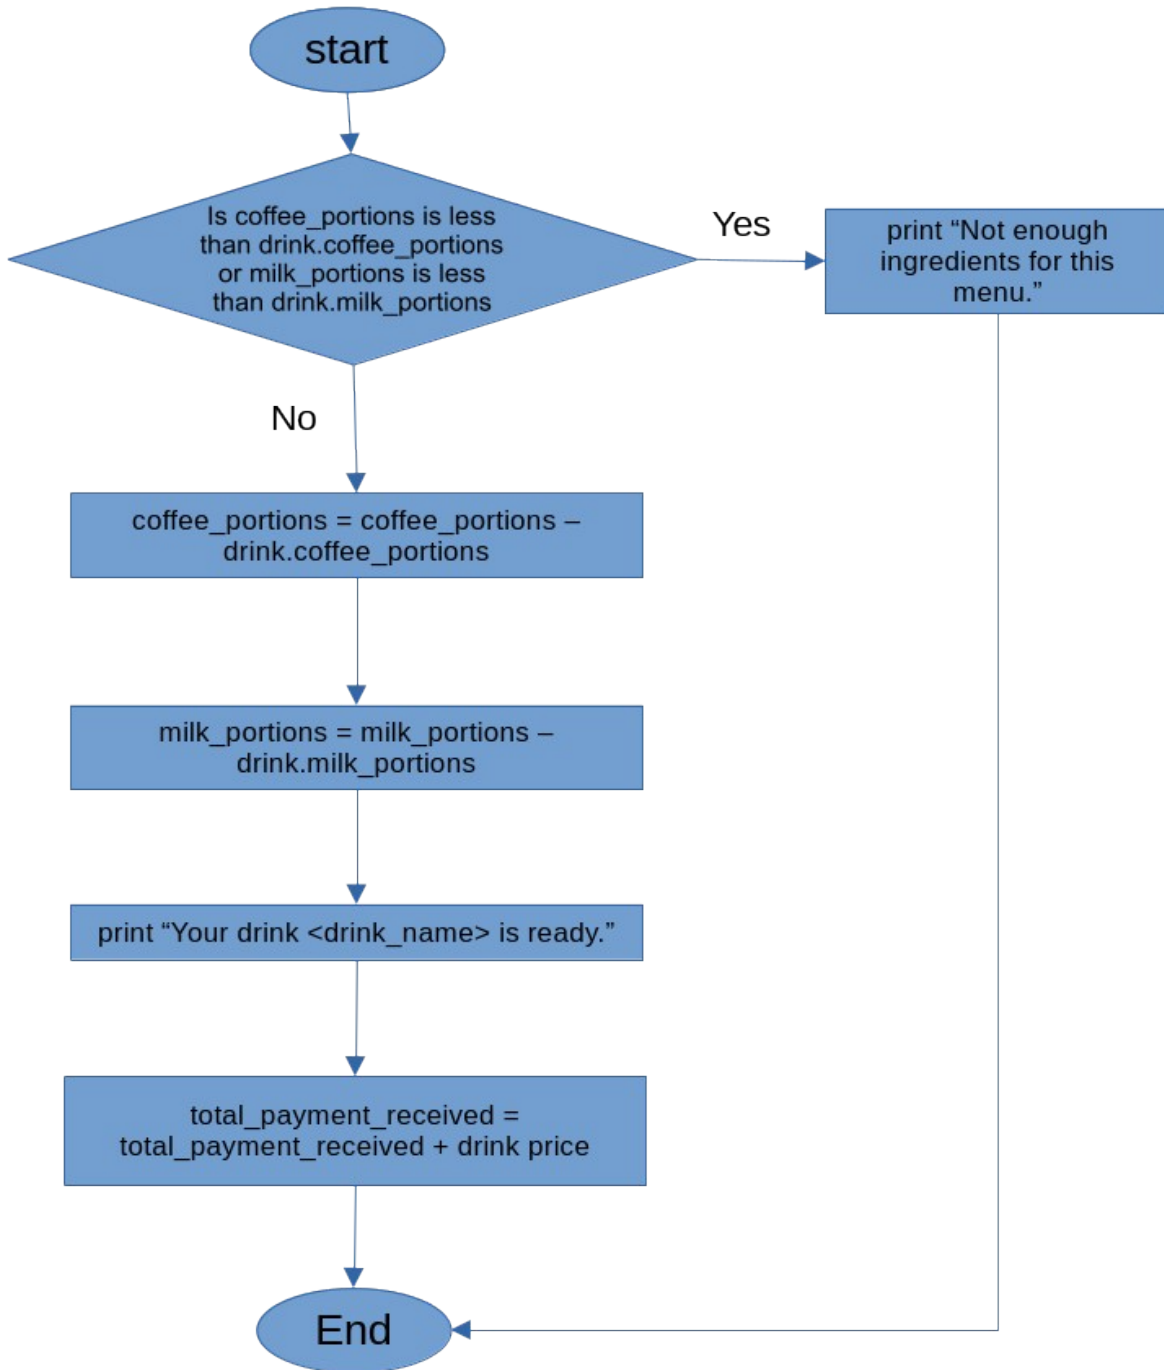 start
Is coffee_portions is less
than drink.coffee_portions
or milk_portions is less
than drink.milk_portions
Yes
print “Not enough
ingredients for this
menu.”
No
coffee_portions = coffee_portions –
drink.coffee_portions
milk_portions = milk_portions –
drink.milk_portions
print “Your drink <drink_name> is ready.”
total_payment_received =
total_payment_received + drink price
End